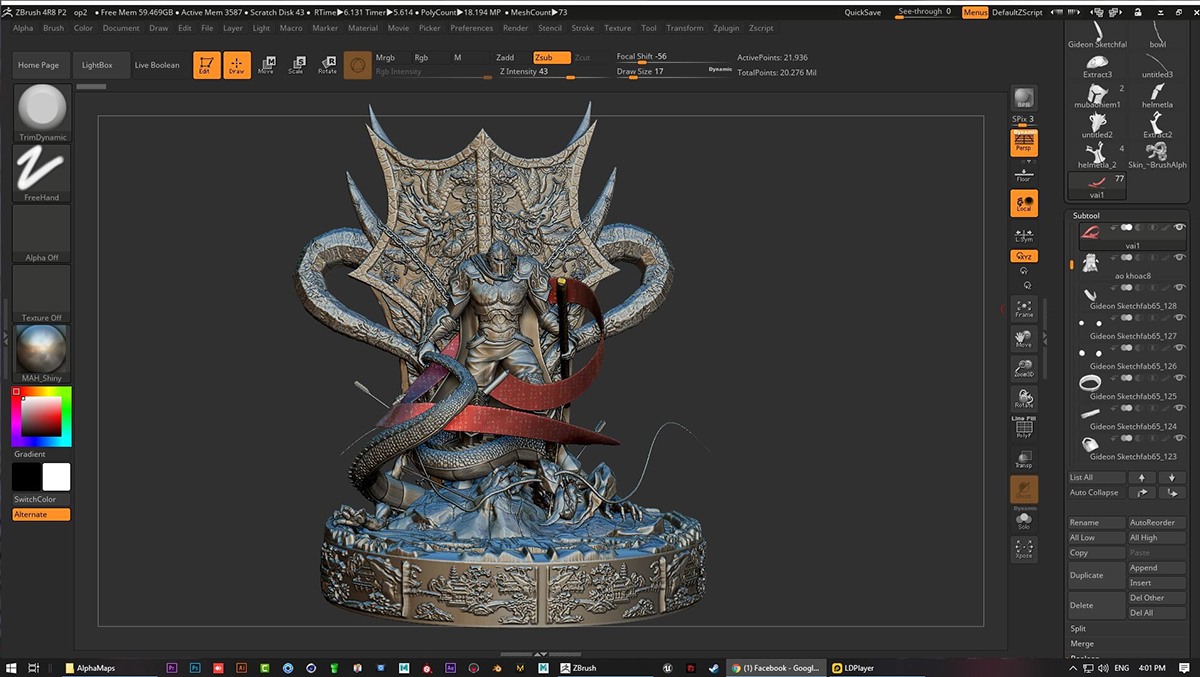 ZBrush 4R8 P2 op2 • Free Mem 59.469GB • Active Mem 3587 • Scratch Disk 43 • RTime▶6.131 Timer▶5.614 • PolyCount▶18.194 MP • MeshCount▶73 QuickSave See-through 0 Menus DefaultZScript
Alpha Brush Color Document Draw Edit File Layer Light Macro Marker Material Movie Picker Preferences Render Stencil Stroke Texture Tool Transform Zplugin Zscript
Home Page LightBox Live Boolean Edit Draw Move Scale Rotate
Mrgb Rgb M Zadd Zsub Zcut Focal Shift -56 ActivePoints: 21.936
Rgb Intensity Z Intensity 43 Draw Size 17 Dynamic TotalPoints: 20.276 Mil
TrimDynamic
FreeHand
Alpha Off
Texture Off
MAH_Shiny
Gradient
SwitchColor
Alternate
BPR
SPix 3
Dynamic
Persp
Floor
Local
L.Sym
XYZ
Frame
Move
Zoom3D
Rotate
Line Fill
PolyF
Transp
Ghost
Dynamic
Solo
Xpose
Gideon Sketchfal bowl
Extract3 untitled3
2
mubaohiem1 helmetla
untitled2 Extract2
4
helmetla_2 Skin_~BrushAlph
77
vai1
Subtool
vai1
ao khoac8
Gideon Sketchfab65_128
Gideon Sketchfab65_127
Gideon Sketchfab65_126
Gideon Sketchfab65_125
Gideon Sketchfab65_124
Gideon Sketchfab65_123
List All
Auto Collapse
Rename AutoReorder
All Low All High
Copy Paste
Duplicate Append
Insert
Delete Del Other
Del All
Split
Merge
AlphaMaps Pr Ps Ai Ae ZBrush (1) Facebook - Googl... LDPlayer ENG 4:01 PM